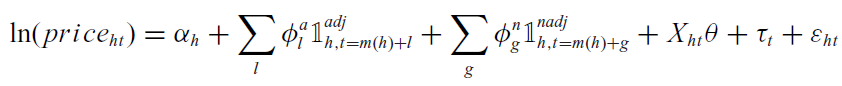 ln(price_{ht}) = α_h + ∑_l φ_l^a 𝟙_{h,t=m(h)+l}^{adj} + ∑_g φ_g^n 𝟙_{h,t=m(h)+g}^{nadj} + X_{ht}θ + τ_t + ε_{ht}